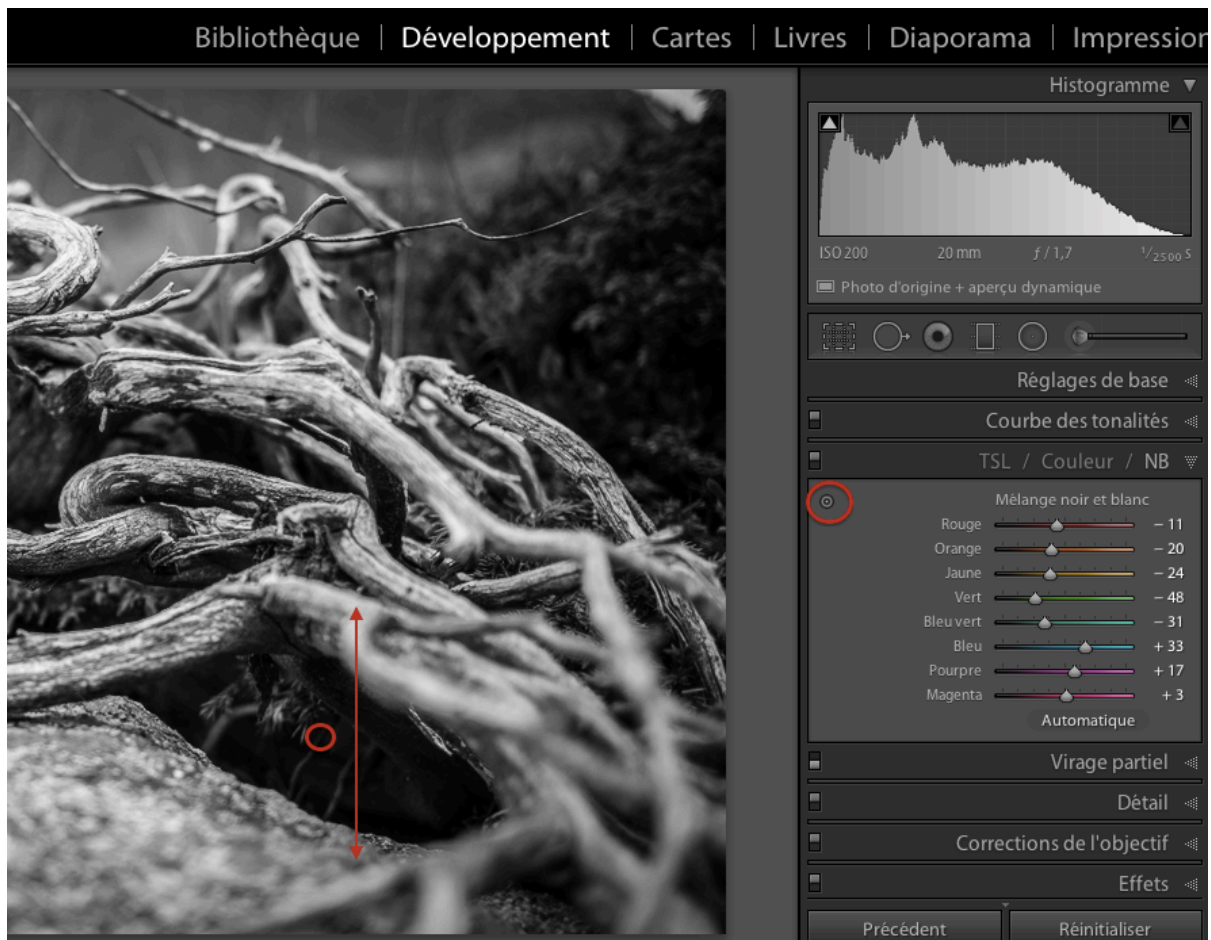 Bibliothèque | Développement | Cartes | Livres | Diaporama | Impression
Histogramme
ISO 200 20 mm ƒ / 1,7 1/2500 s
Photo d'origine + aperçu dynamique
Réglages de base
Courbe des tonalités
TSL / Couleur / NB
Mélange noir et blanc
Rouge − 11
Orange − 20
Jaune − 24
Vert − 48
Bleu vert − 31
Bleu + 33
Pourpre + 17
Magenta + 3
Automatique
Virage partiel
Détail
Corrections de l'objectif
Effets
Précédent Réinitialiser